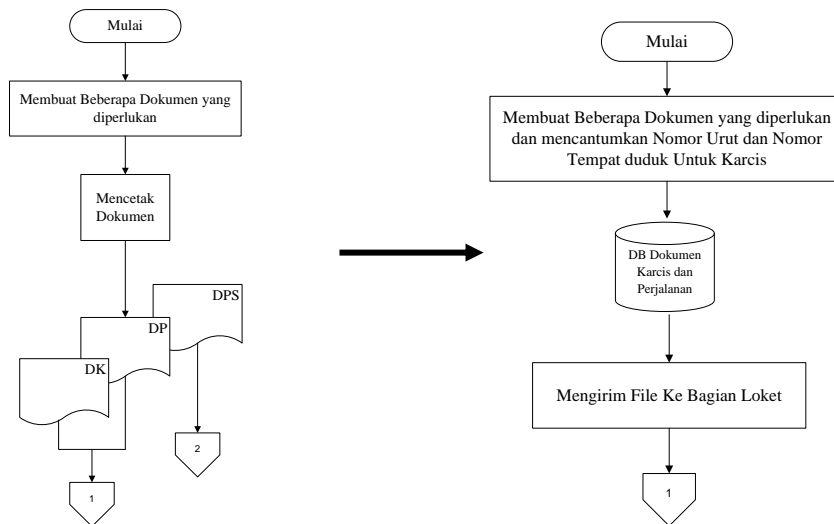 Mulai
Membuat Beberapa Dokumen yang
diperlukan
Mencetak
Dokumen
DPS
DP
DK
2
1
Mulai
Membuat Beberapa Dokumen yang diperlukan
dan mencantumkan Nomor Urut dan Nomor
Tempat duduk Untuk Karcis
DB Dokumen
Karcis dan
Perjalanan
Mengirim File Ke Bagian Loket
1